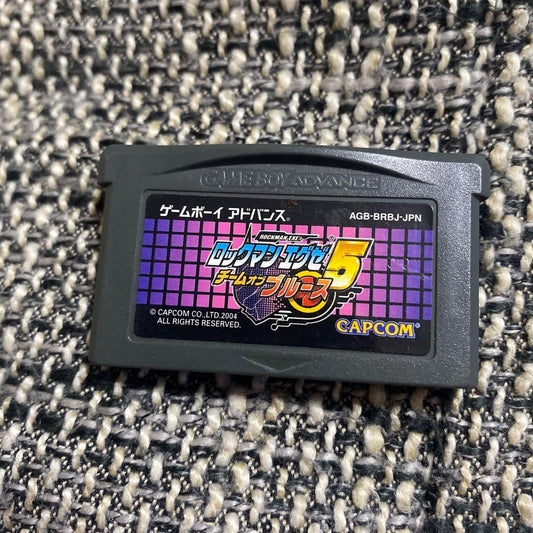 GAME BOY ADVANCE
ゲームボーイ アドバンス
AGB-BRBJ-JPN
ROCKMAN.EXE5
ロックマン エグゼ5
チームオブ ブルース
© CAPCOM CO., LTD. 2004
ALL RIGHTS RESERVED.
CAPCOM